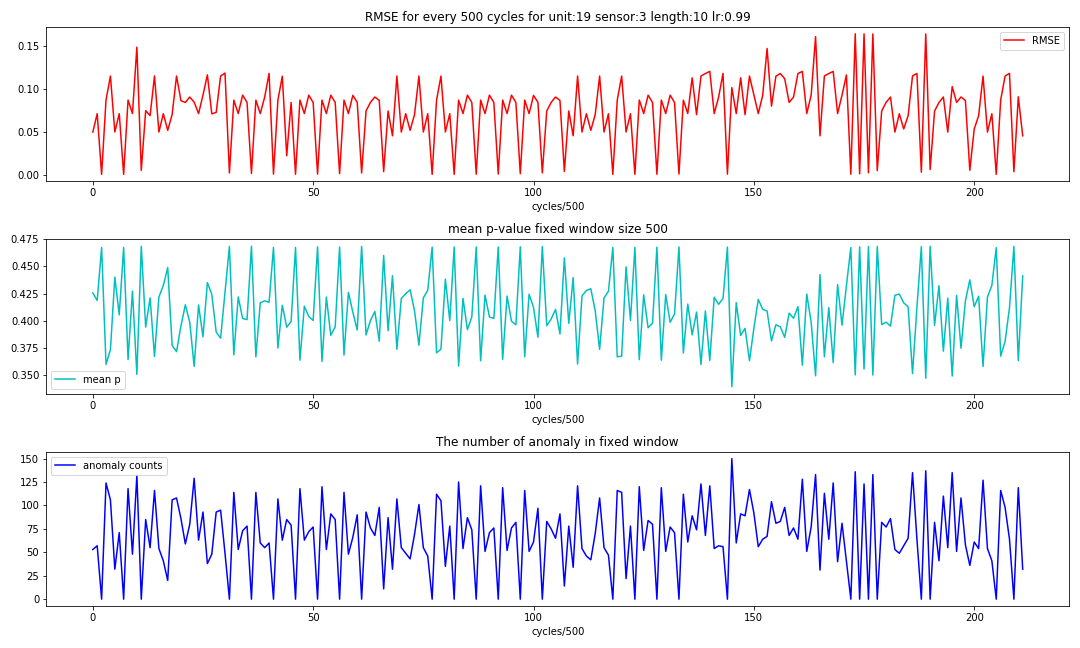 RMSE for every 500 cycles for unit:19 sensor:3 length:10 lr:0.99
0.15
0.10
0.05
0.00
RMSE
0 50 100 150 200
cycles/500
mean p-value fixed window size 500
0.475
0.450
0.425
0.400
0.375
0.350
mean p
0 50 100 150 200
cycles/500
The number of anomaly in fixed window
150
125
100
75
50
25
0
anomaly counts
0 50 100 150 200
cycles/500